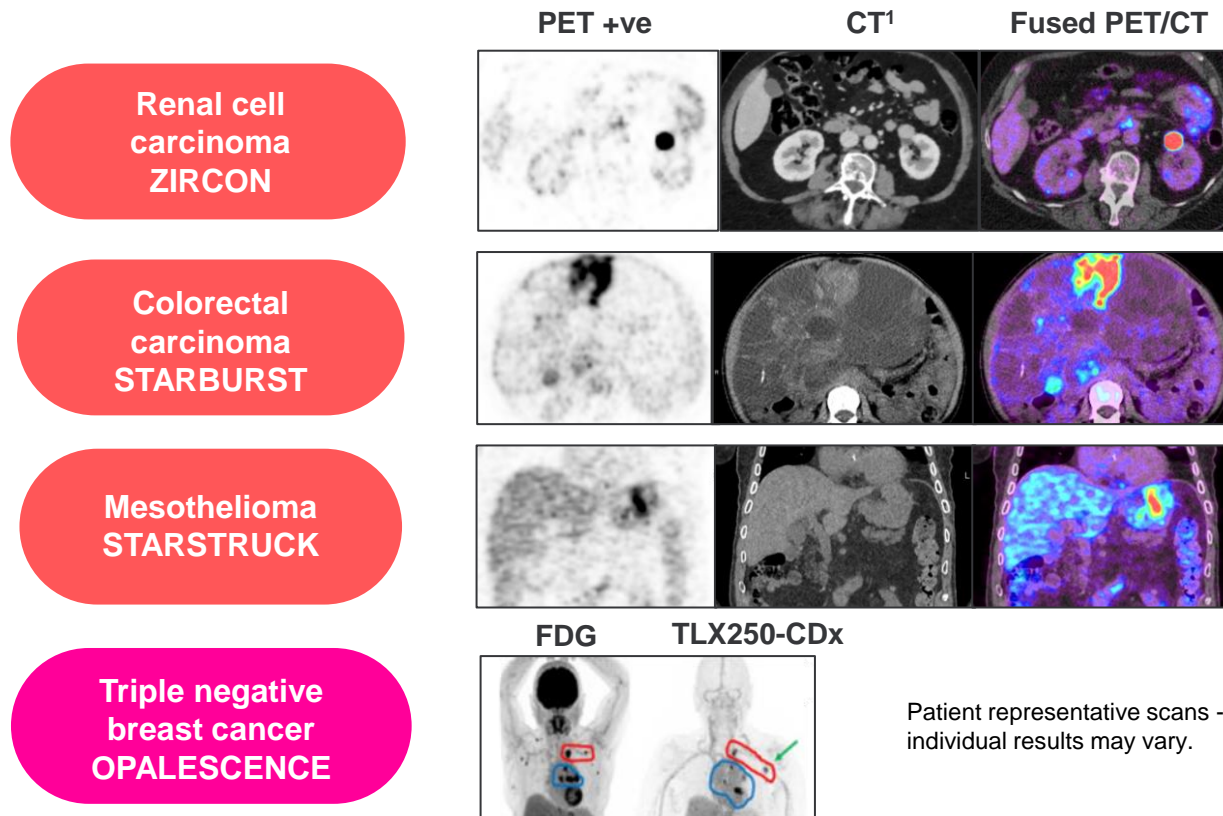 PET +ve
CT¹
Fused PET/CT
Renal cell
carcinoma
ZIRCON
Colorectal
carcinoma
STARBURST
L
Mesothelioma
STARSTRUCK
FDG
TLX250-CDx
Triple negative
breast cancer
OPALESCENCE
Patient representative scans -
individual results may vary.